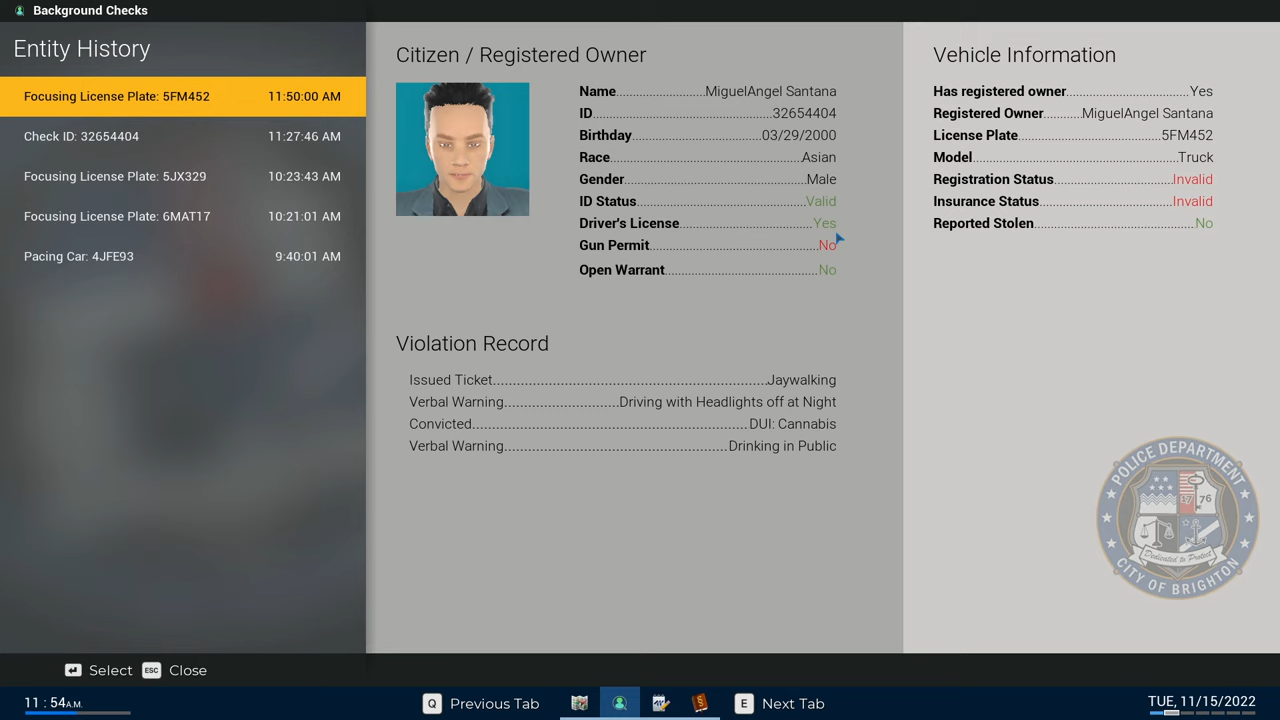 Background Checks
Entity History
Focusing License Plate: 5FM452 11:50:00 AM
Check ID: 32654404 11:27:46 AM
Focusing License Plate: 5JX329 10:23:43 AM
Focusing License Plate: 6MAT17 10:21:01 AM
Pacing Car: 4JFE93 9:40:01 AM
Citizen / Registered Owner
Name MiguelAngel Santana
ID 32654404
Birthday 03/29/2000
Race Asian
Gender Male
ID Status Valid
Driver's License Yes
Gun Permit No
Open Warrant No
Violation Record
Issued Ticket Jaywalking
Verbal Warning Driving with Headlights off at Night
Convicted DUI: Cannabis
Verbal Warning Drinking in Public
Vehicle Information
Has registered owner Yes
Registered Owner MiguelAngel Santana
License Plate 5FM452
Model Truck
Registration Status Invalid
Insurance Status Invalid
Reported Stolen No
POLICE DEPARTMENT
17 76
Dedicated to Protect
CITY OF BRIGHTON
Select ESC Close
11 : 54 A.M. Q Previous Tab E Next Tab TUE, 11/15/2022